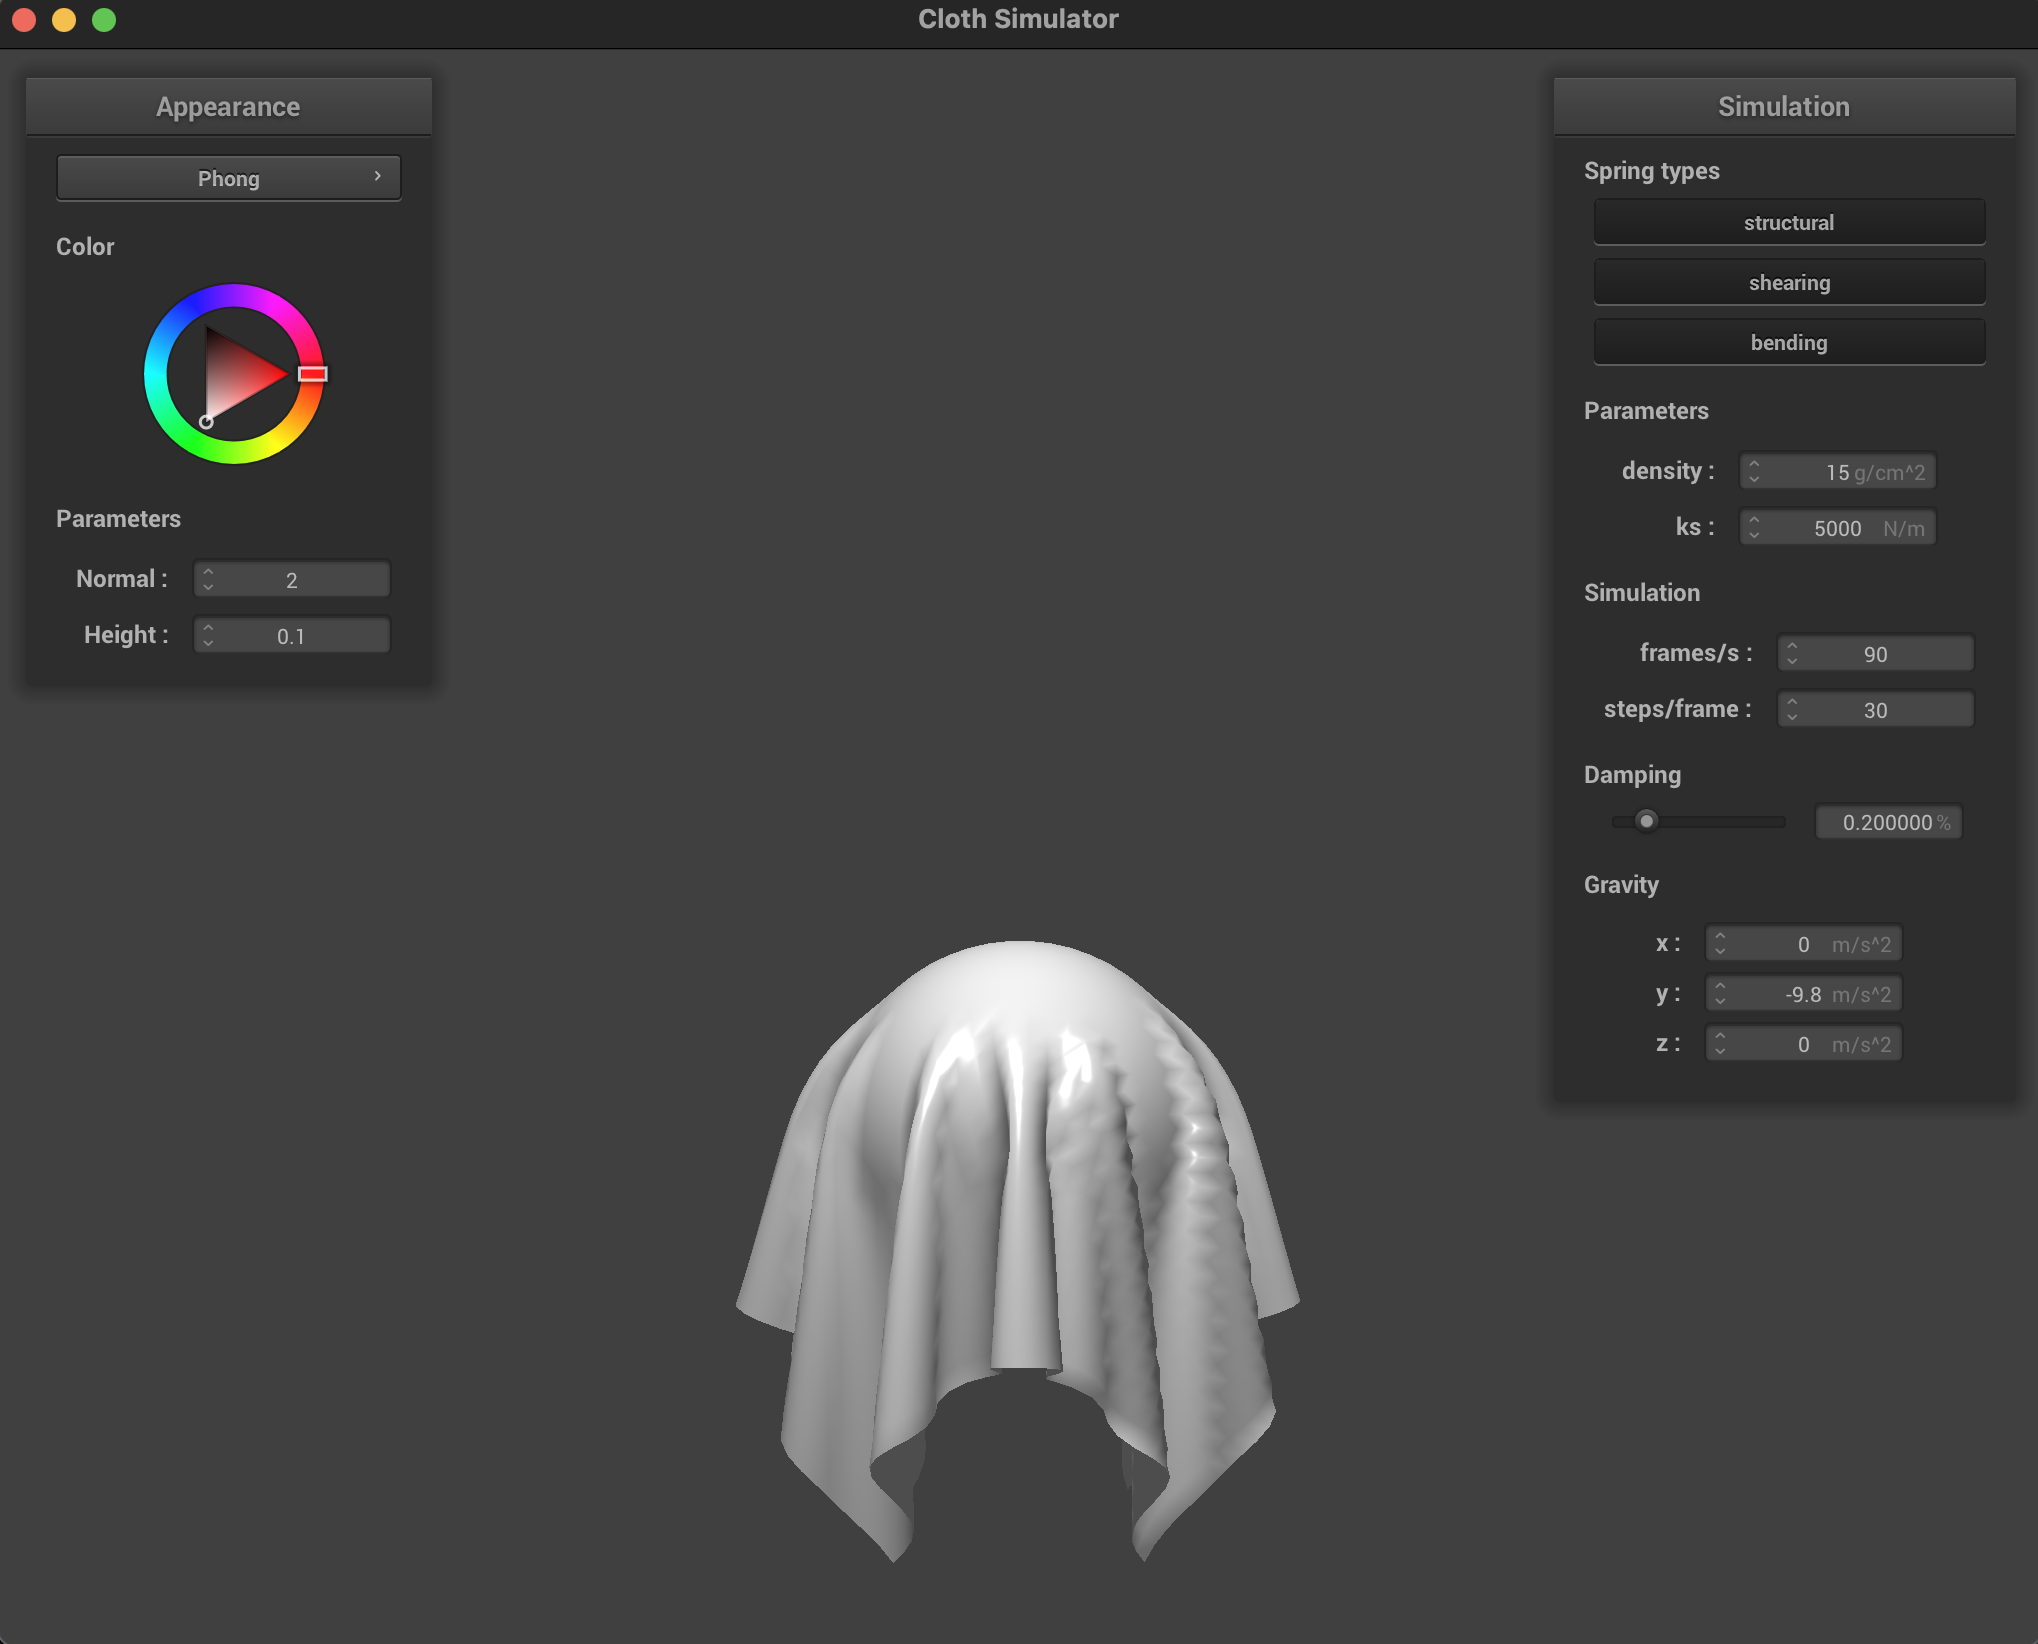 Cloth Simulator
Appearance
Phong
Color
Parameters
Normal : 2
Height : 0.1
Simulation
Spring types
structural
shearing
bending
Parameters
density : 15 g/cm^2
ks : 5000 N/m
Simulation
frames/s : 90
steps/frame : 30
Damping
0.200000 %
Gravity
x : 0 m/s^2
y : -9.8 m/s^2
z : 0 m/s^2